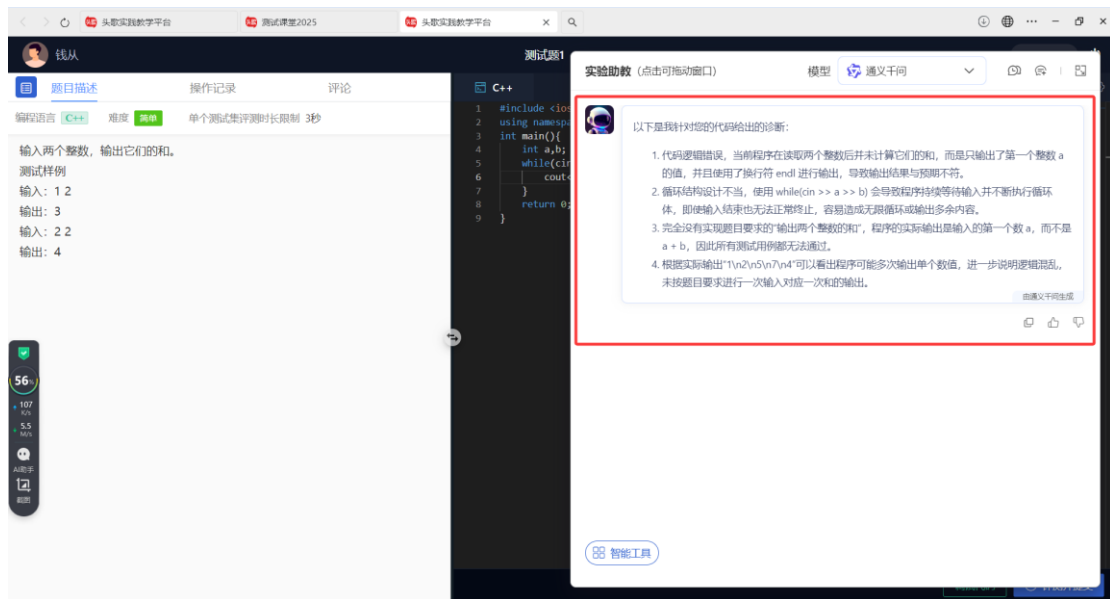 头歌实践教学平台
测试课堂2025
头歌实践教学平台
钱从
测试题1
题目描述
操作记录
评论
编程语言 C++ 难度 简单 单个测试集评测时长限制 3秒
输入两个整数，输出它们的和。
测试样例
输入：1 2
输出：3
输入：2 2
输出：4
56%
107
K/s
5.5
M/s
AI助手
截图
C++
1 #include <ios
2 using namespa
3 int main(){
4 int a,b;
5 while(cin
6 cout<
7 }
8 return 0;
9 }
实验助教（点击可拖动窗口）
模型 通义千问
以下是我针对您的代码给出的诊断：
1. 代码逻辑错误，当前程序在读取两个整数后并未计算它们的和，而是只输出了第一个整数 a
的值，并且使用了换行符 endl 进行输出，导致输出结果与预期不符。
2. 循环结构设计不当，使用 while(cin >> a >> b) 会导致程序持续等待输入并不断执行循环
体，即使输入结束也无法正常终止，容易造成无限循环或输出多余内容。
3. 完全没有实现题目要求的“输出两个整数的和”，程序的实际输出是输入的第一个数 a，而不是
a + b，因此所有测试用例都无法通过。
4. 根据实际输出“1\n2\n5\n7\n4”可以看出程序可能多次输出单个数值，进一步说明逻辑混乱，
未按题目要求进行一次输入对应一次和的输出。
由通义千问生成
智能工具